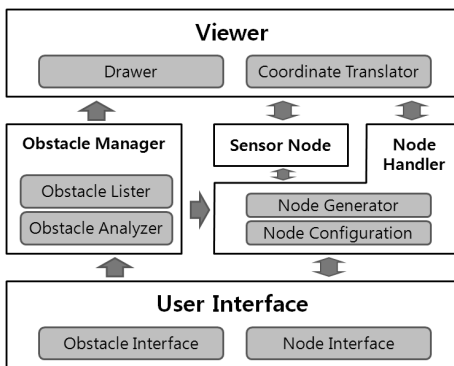 Viewer
Drawer
Coordinate Translator
Obstacle Manager
Obstacle Lister
Obstacle Analyzer
Sensor Node
Node
Handler
Node Generator
Node Configuration
User Interface
Obstacle Interface
Node Interface